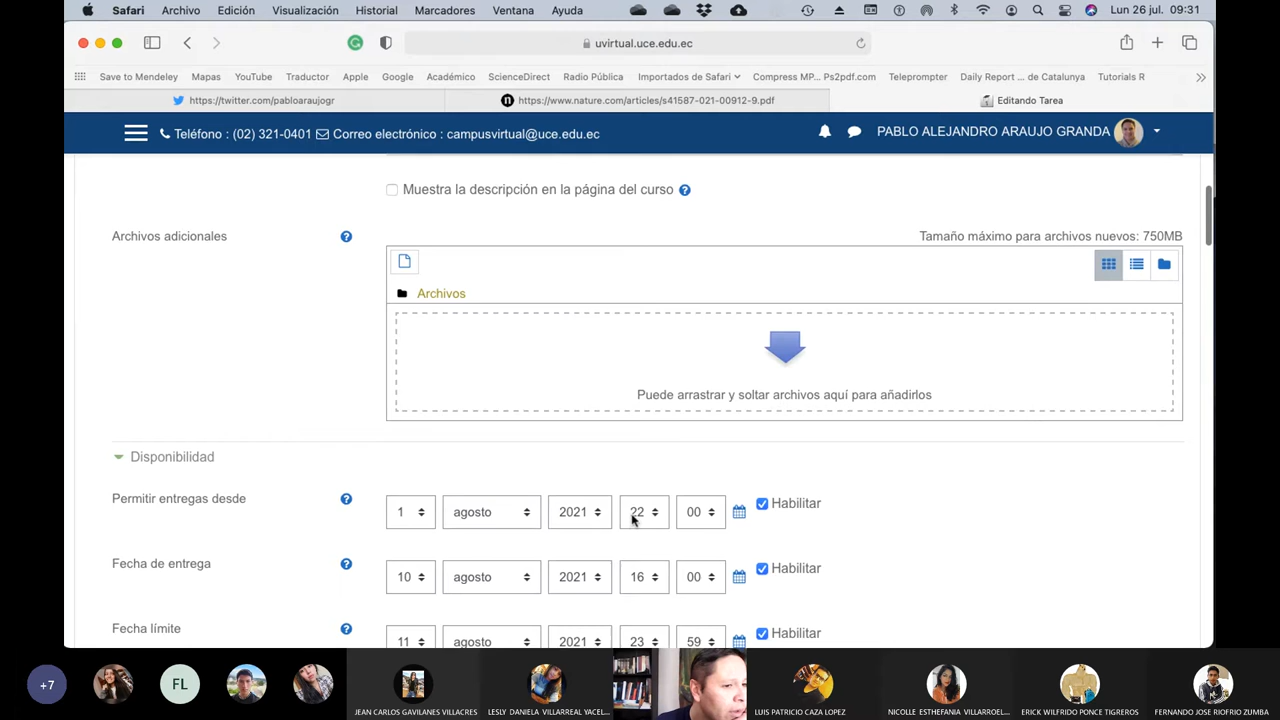 Safari Archivo Edición Visualización Historial Marcadores Ventana Ayuda Lun 26 jul. 09:31
uvirtual.uce.edu.ec
Save to Mendeley Mapas YouTube Traductor Apple Google Académico ScienceDirect Radio Pública Importados de Safari Compress MP... Ps2pdf.com Teleprompter Daily Report ... de Catalunya Tutorials R
https://twitter.com/pabloaraujogr https://www.nature.com/articles/s41587-021-00912-9.pdf Editando Tarea
Teléfono : (02) 321-0401 Correo electrónico : campusvirtual@uce.edu.ec PABLO ALEJANDRO ARAUJO GRANDA
Muestra la descripción en la página del curso
Archivos adicionales Tamaño máximo para archivos nuevos: 750MB
Archivos
Puede arrastrar y soltar archivos aquí para añadirlos
Disponibilidad
Permitir entregas desde 1 agosto 2021 22 00 Habilitar
Fecha de entrega 10 agosto 2021 16 00 Habilitar
Fecha límite 11 agosto 2021 23 59 Habilitar
+7 FL
JEAN CARLOS GAVILANES VILLACRES LESLY DANIELA VILLARREAL YACEL... LUIS PATRICIO CAZA LOPEZ NICOLLE ESTHEFANIA VILLARROEL... ERICK WILFRIDO PONCE TIGREROS FERNANDO JOSE RIOFRIO ZUMBA